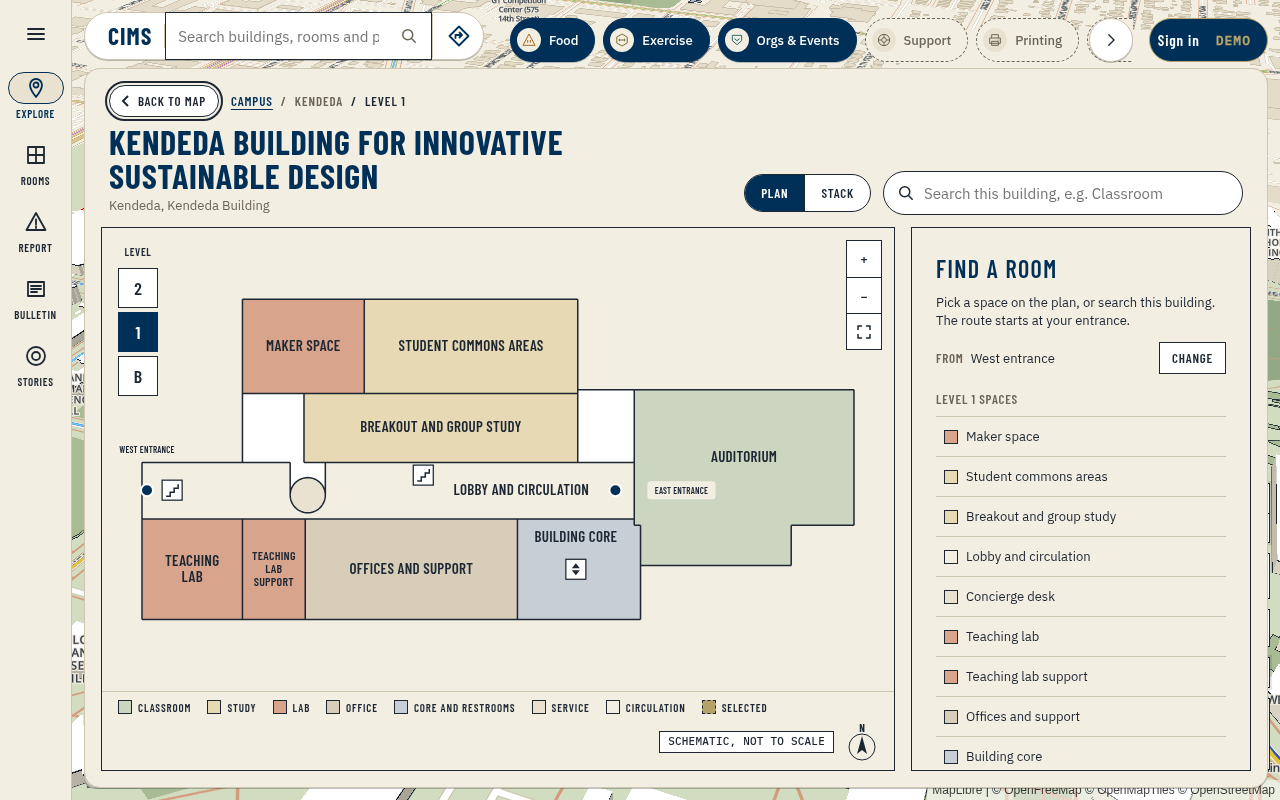 Competition
Center (575
14th Street)
CIMS
Search buildings, rooms and p
Food
Exercise
Orgs & Events
Support
Printing
Sign in DEMO
EXPLORE
ROOMS
REPORT
BULLETIN
STORIES
BACK TO MAP
CAMPUS / KENDEDA / LEVEL 1
KENDEDA BUILDING FOR INNOVATIVE
SUSTAINABLE DESIGN
Kendeda, Kendeda Building
PLAN
STACK
Search this building, e.g. Classroom
LEVEL
2
1
B
+
−
MAKER SPACE
STUDENT COMMONS AREAS
BREAKOUT AND GROUP STUDY
AUDITORIUM
WEST ENTRANCE
LOBBY AND CIRCULATION
EAST ENTRANCE
TEACHING
LAB
TEACHING
LAB
SUPPORT
OFFICES AND SUPPORT
BUILDING CORE
CLASSROOM
STUDY
LAB
OFFICE
CORE AND RESTROOMS
SERVICE
CIRCULATION
SELECTED
SCHEMATIC, NOT TO SCALE
N
FIND A ROOM
Pick a space on the plan, or search this building.
The route starts at your entrance.
FROM West entrance
CHANGE
LEVEL 1 SPACES
Maker space
Student commons areas
Breakout and group study
Lobby and circulation
Concierge desk
Teaching lab
Teaching lab support
Offices and support
Building core
MapLibre | © OpenFreeMap © OpenMapTiles © OpenStreetMap